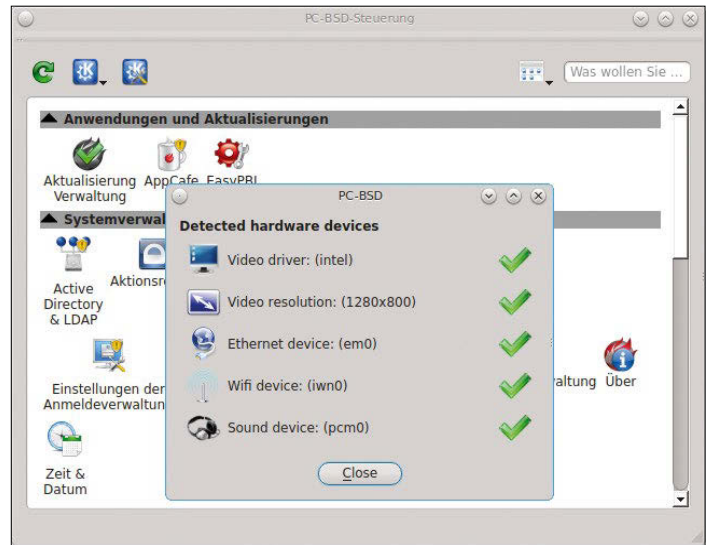 PC-BSD-Steuerung
Was wollen Sie ...
Anwendungen und Aktualisierungen
Aktualisierung
Verwaltung
AppCafe
EasyPBI
Systemverwal
Active
Directory
& LDAP
Aktionsr
Einstellungen der
Anmeldeverwaltun
altung
Über
Zeit &
Datum
PC-BSD
Detected hardware devices
Video driver: (intel)
Video resolution: (1280x800)
Ethernet device: (em0)
Wifi device: (iwn0)
Sound device: (pcm0)
Close